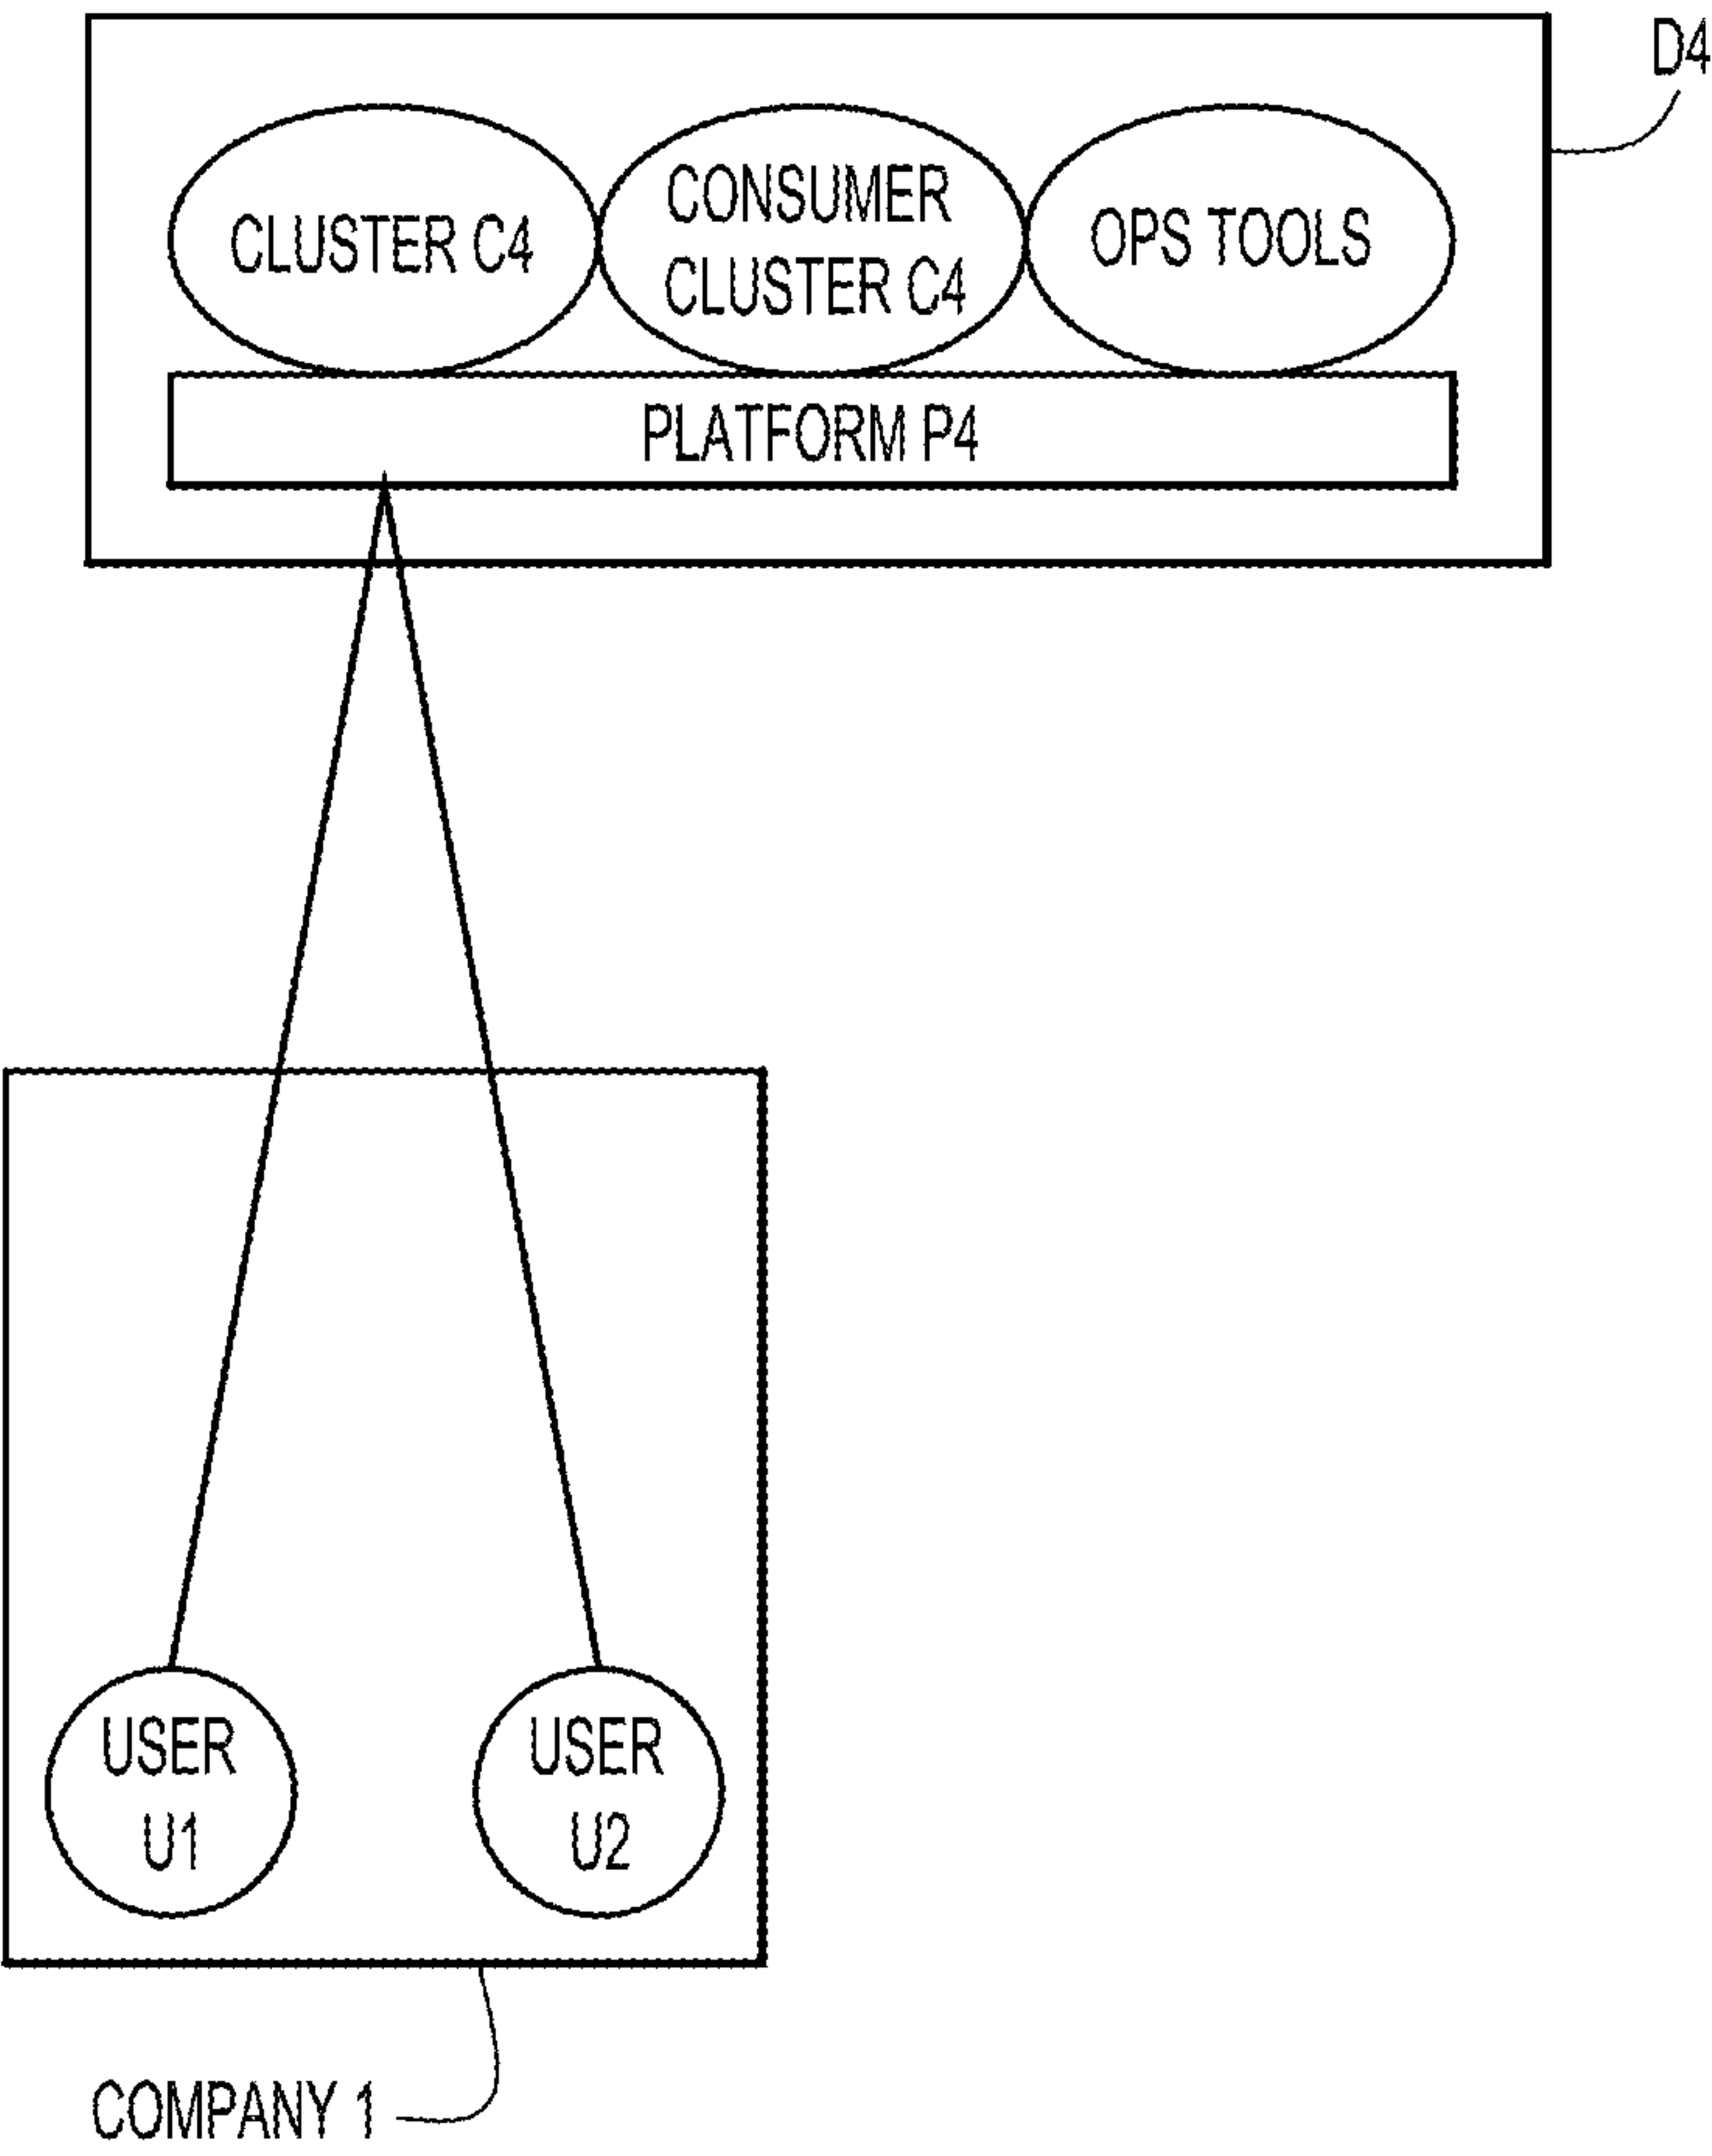 D4
CLUSTER C4
CONSUMER
CLUSTER C4
OPS TOOLS
PLATFORM P4
USER
U1
USER
U2
COMPANY 1